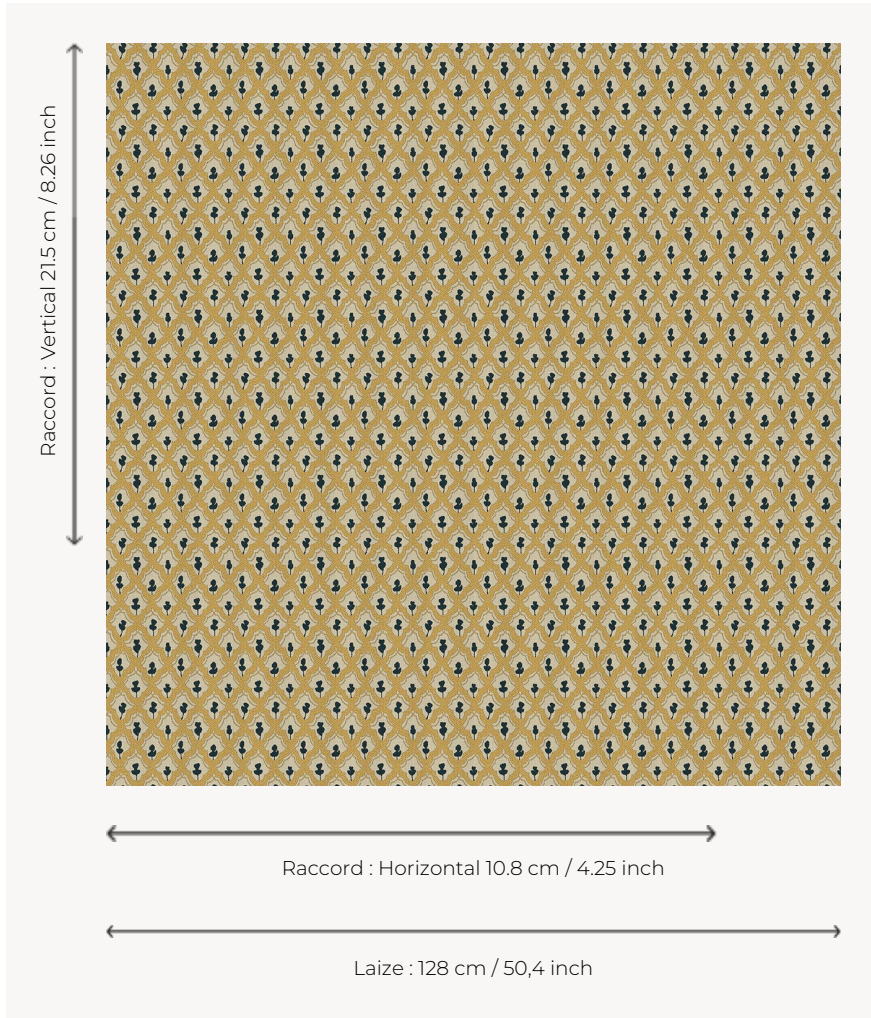 Raccord : Vertical 21.5 cm / 8.26 inch
Raccord : Horizontal 10.8 cm / 4.25 inch
Laize : 128 cm / 50,4 inch